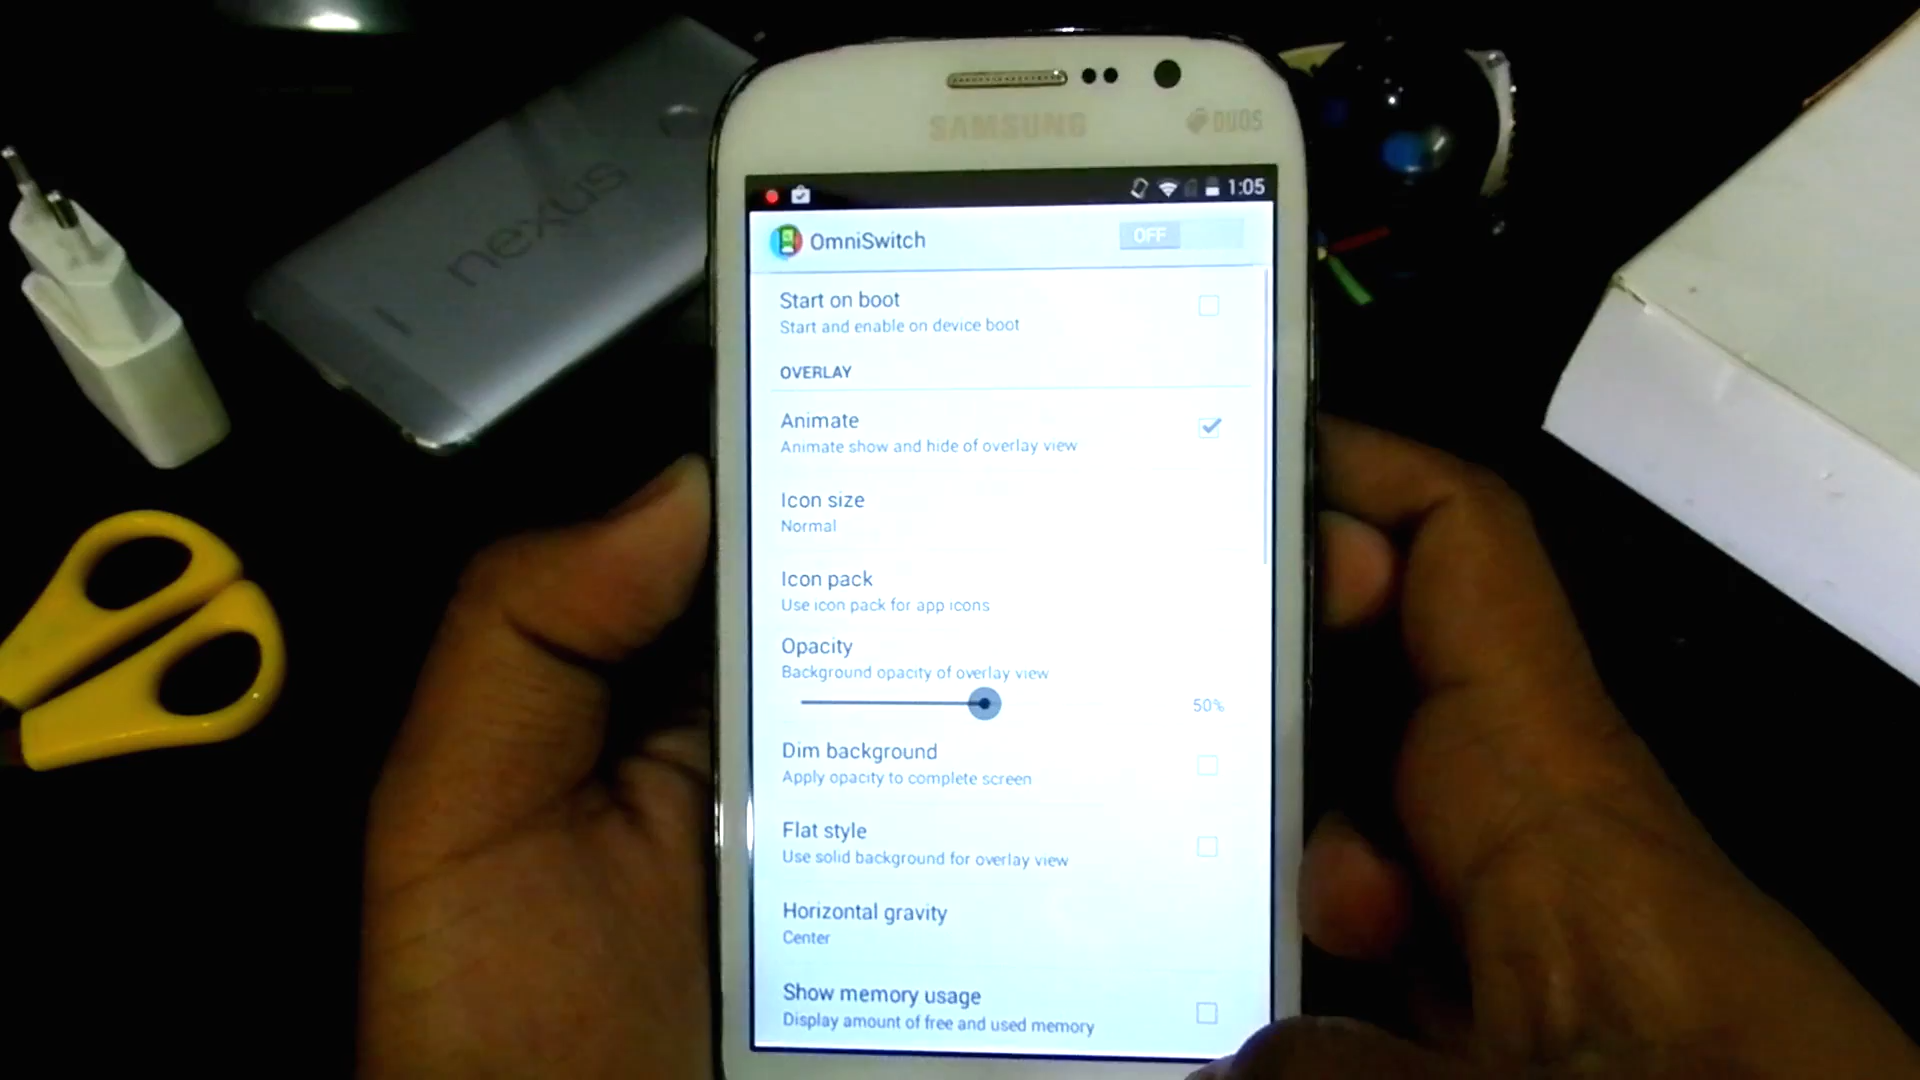 nexus
SAMSUNG
DUOS
1:05
OmniSwitch
OFF
Start on boot
Start and enable on device boot
OVERLAY
Animate
Animate show and hide of overlay view
Icon size
Normal
Icon pack
Use icon pack for app icons
Opacity
Background opacity of overlay view
50%
Dim background
Apply opacity to complete screen
Flat style
Use solid background for overlay view
Horizontal gravity
Center
Show memory usage
Display amount of free and used memory